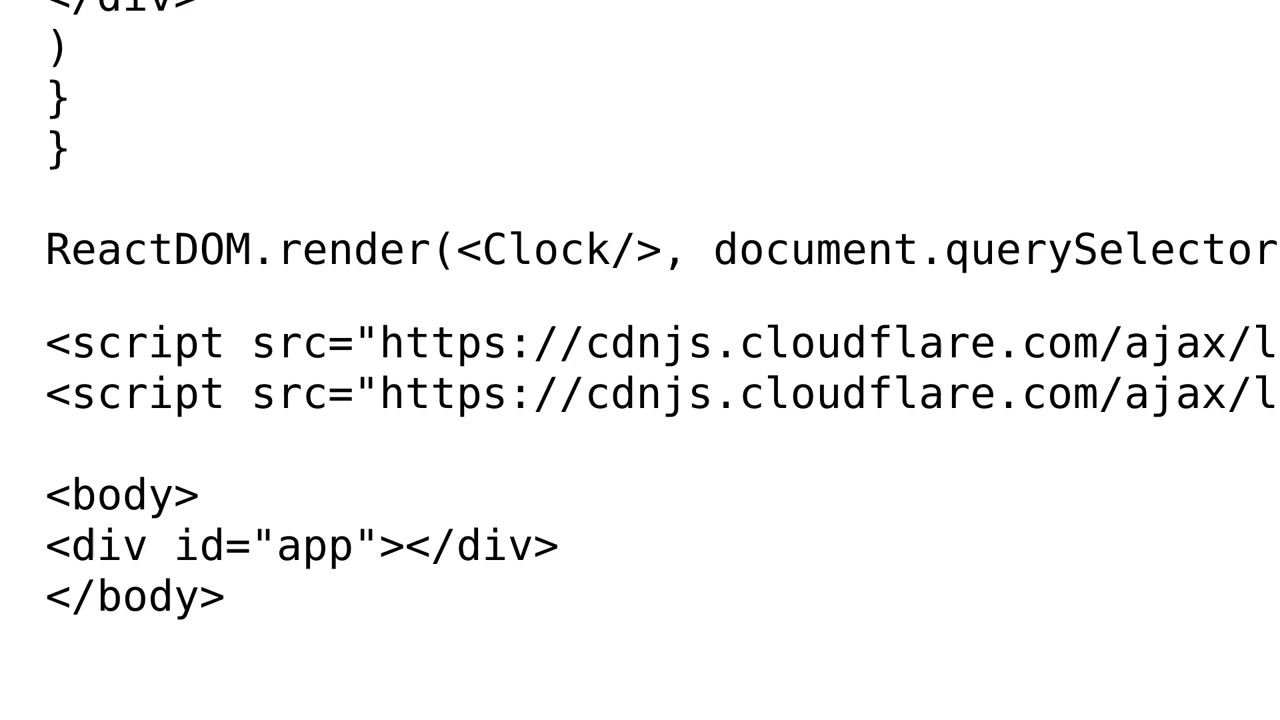 </div>
)
}
}
ReactDOM.render(<Clock/>, document.querySelector
<script src="https://cdnjs.cloudflare.com/ajax/l
<script src="https://cdnjs.cloudflare.com/ajax/l
<body>
<div id="app"></div>
</body>